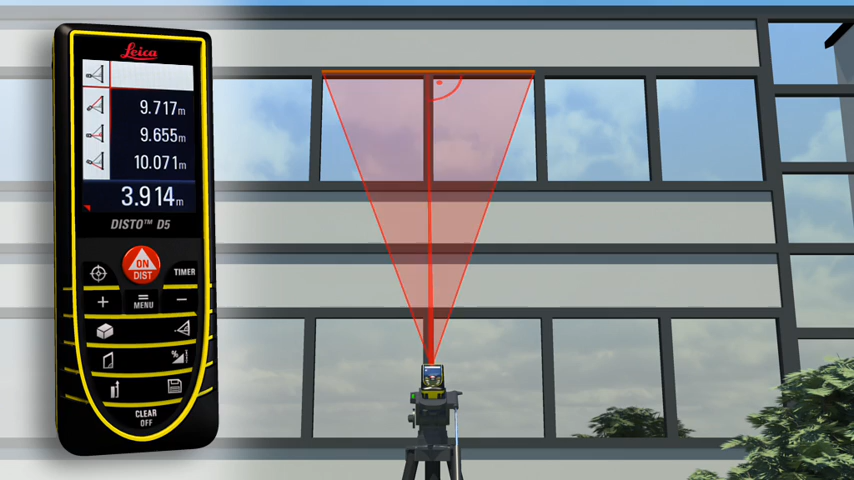 Leica
9.717m
9.655m
10.071m
3.914m
DISTO™ D5
ON
DIST
TIMER
+
=
−
MENU
%
CLEAR
OFF